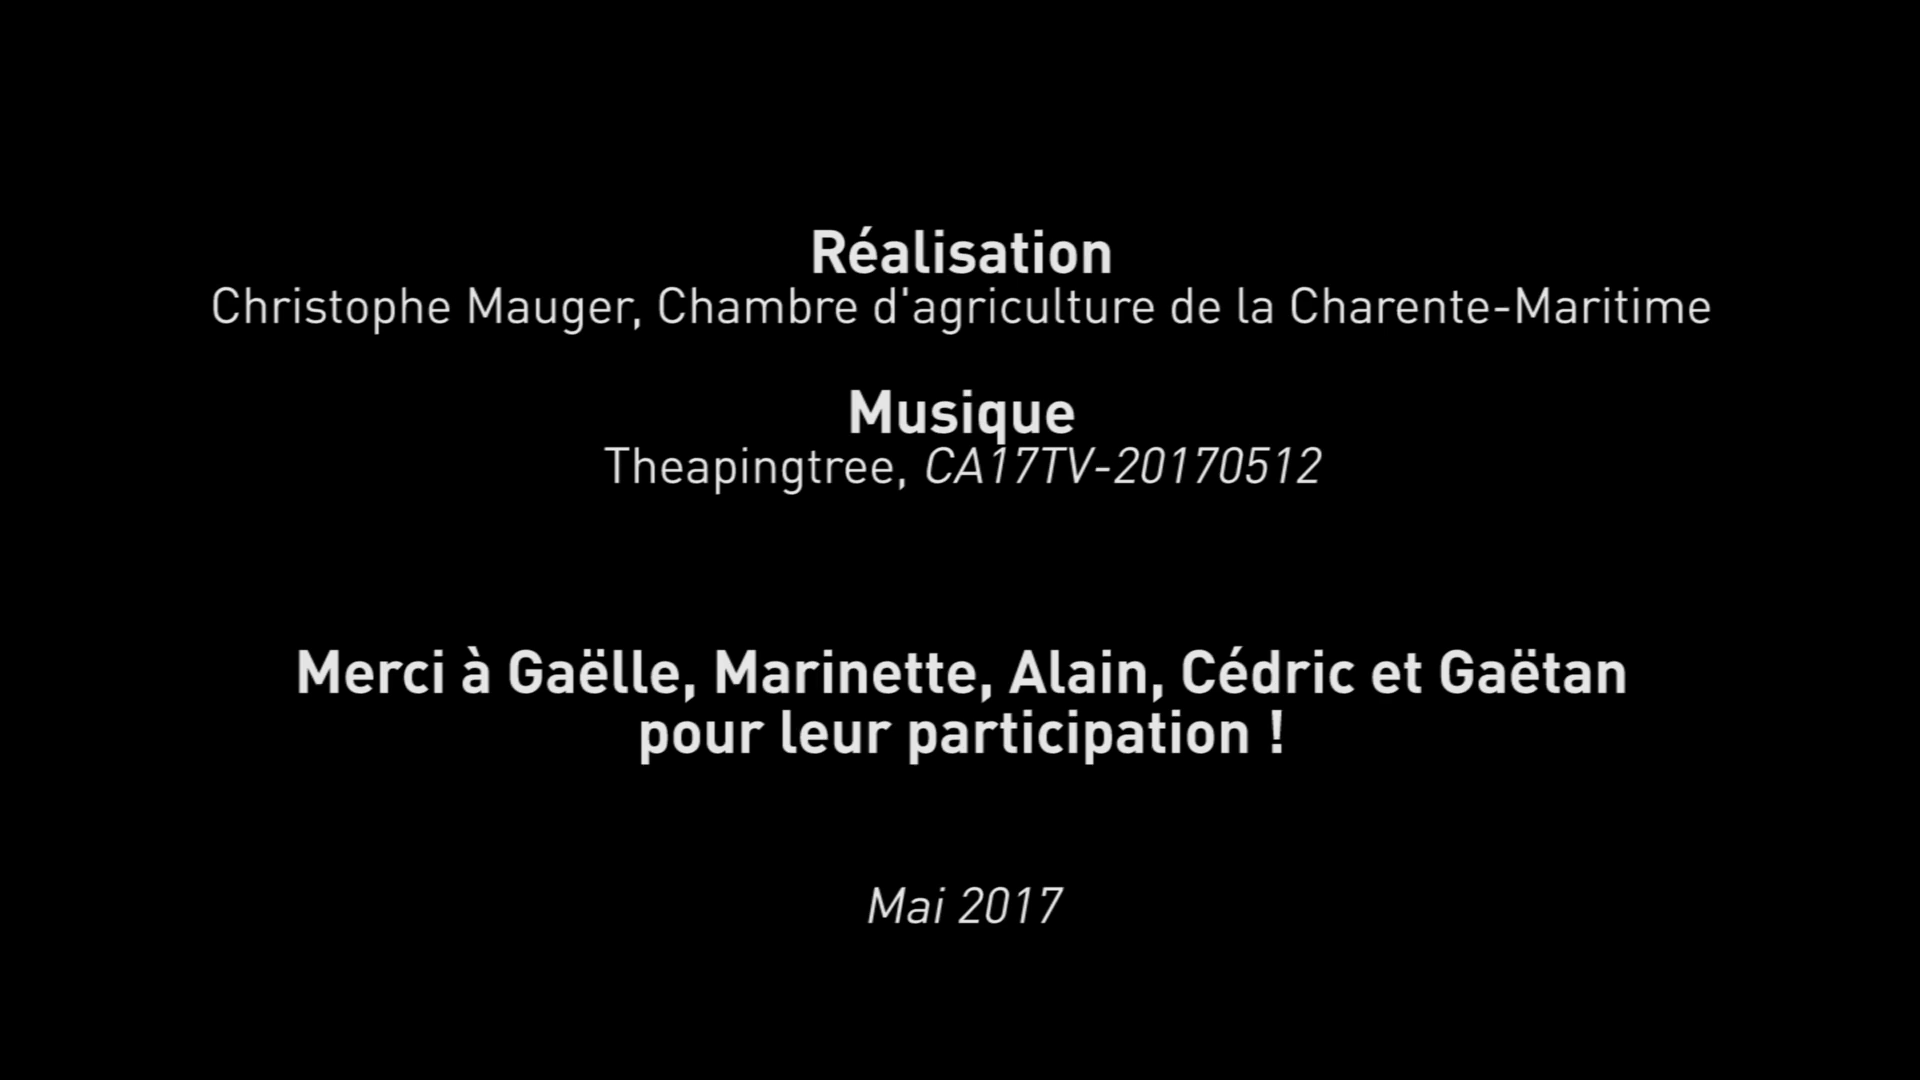 Réalisation
Christophe Mauger, Chambre d'agriculture de la Charente-Maritime
Musique
Theapingtree, CA17TV-20170512
Merci à Gaëlle, Marinette, Alain, Cédric et Gaëtan
pour leur participation !
Mai 2017